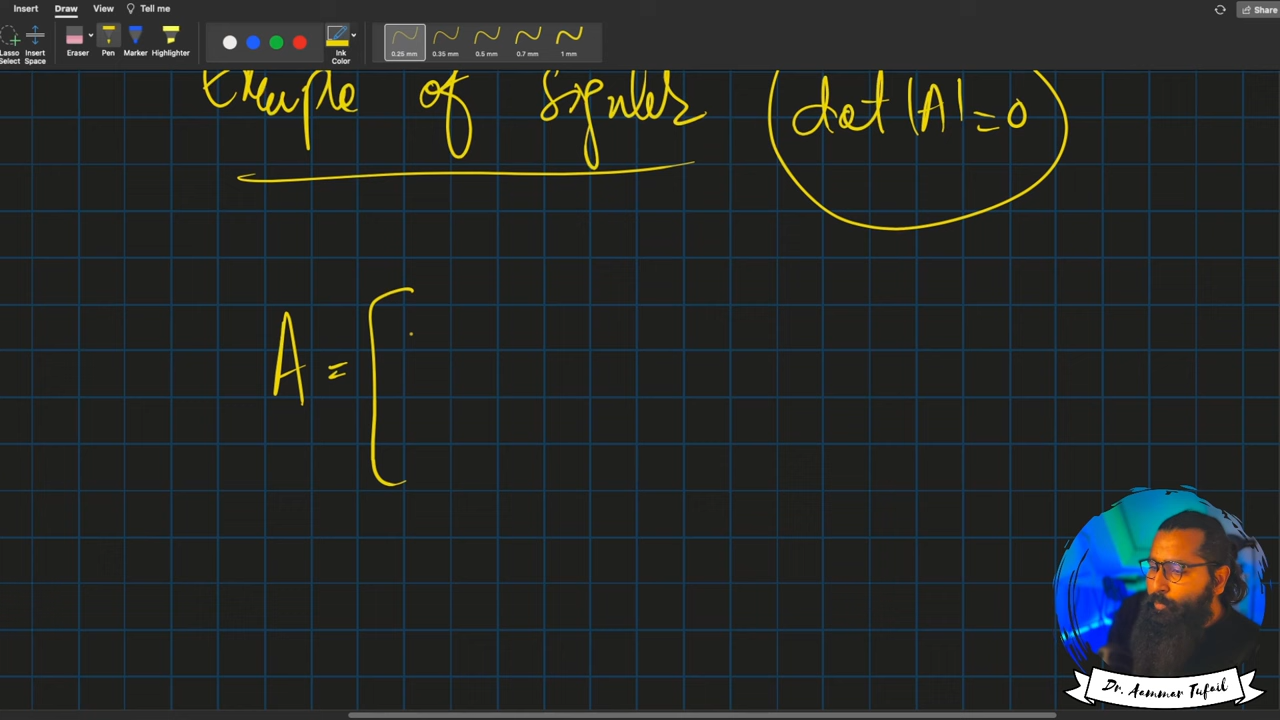 Insert Draw View Tell me Share
Lasso Select Insert Space Eraser Pen Marker Highlighter Ink Color 0.25 mm 0.35 mm 0.5 mm 0.7 mm 1 mm
Example of Siguler det |A| = 0
A = [
Dr. Aammar Tufail